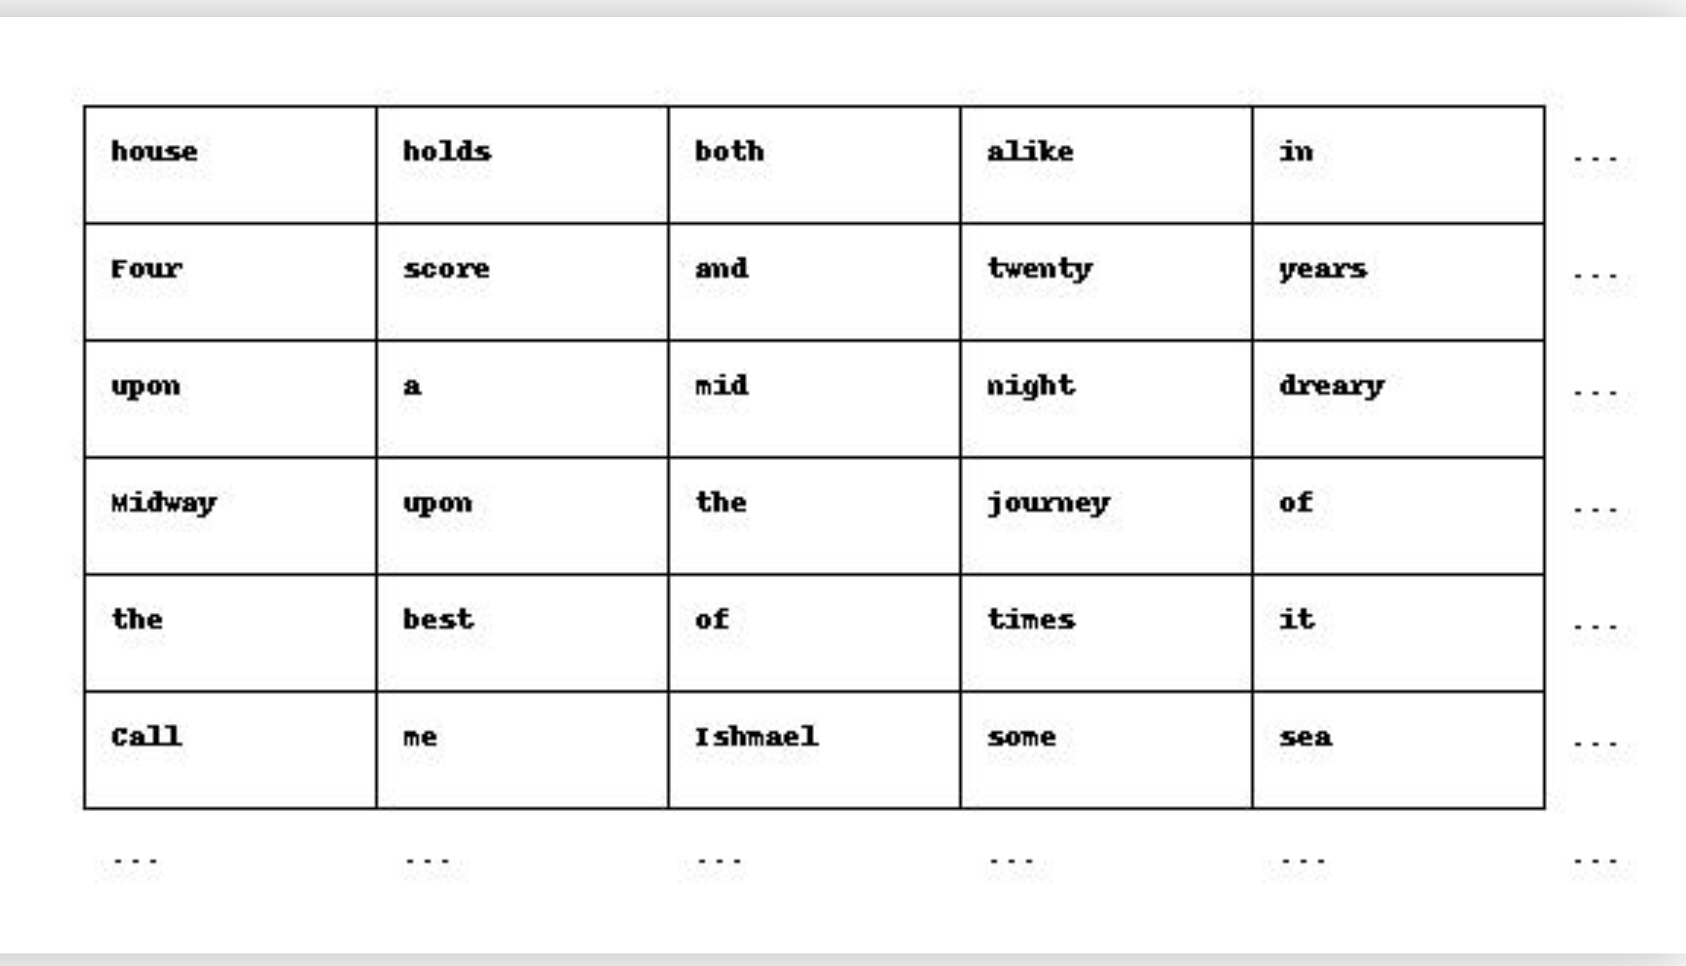 house holds both alike in ...
Four score and twenty years ...
upon a mid night dreary ...
Midway upon the journey of ...
the best of times it ...
Call me Ishmael some sea ...
... ... ... ... ... ...